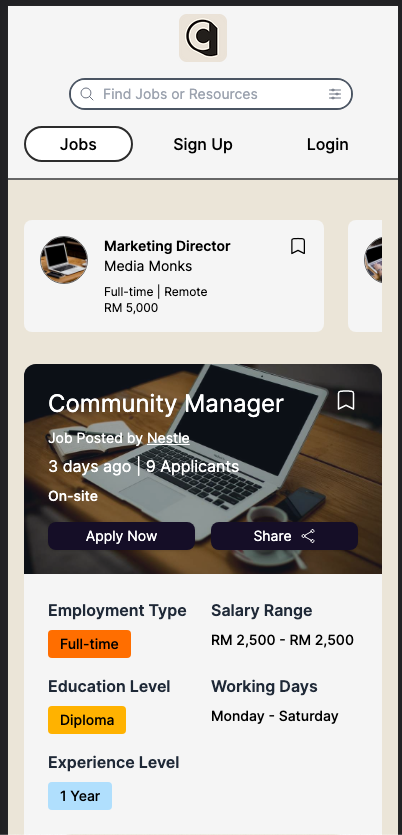 Find Jobs or Resources
Jobs Sign Up Login
Marketing Director
Media Monks
Full-time | Remote
RM 5,000
Community Manager
Job Posted by Nestle
3 days ago | 9 Applicants
On-site
Apply Now Share
Employment Type Salary Range
Full-time RM 2,500 - RM 2,500
Education Level Working Days
Diploma Monday - Saturday
Experience Level
1 Year